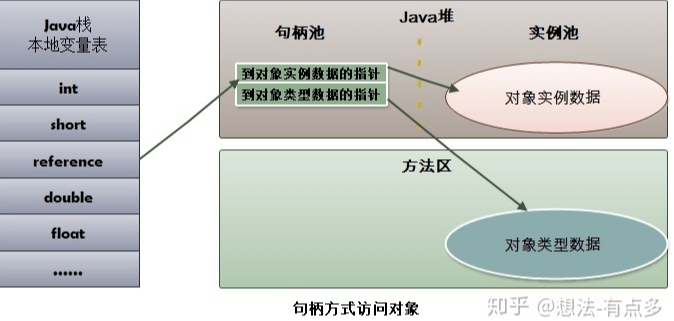 Java栈
本地变量表
int
short
reference
double
float
......
Java堆
句柄池
实例池
到对象实例数据的指针
到对象类型数据的指针
对象实例数据
方法区
对象类型数据
句柄方式访问对象
知乎 @想法-有点多